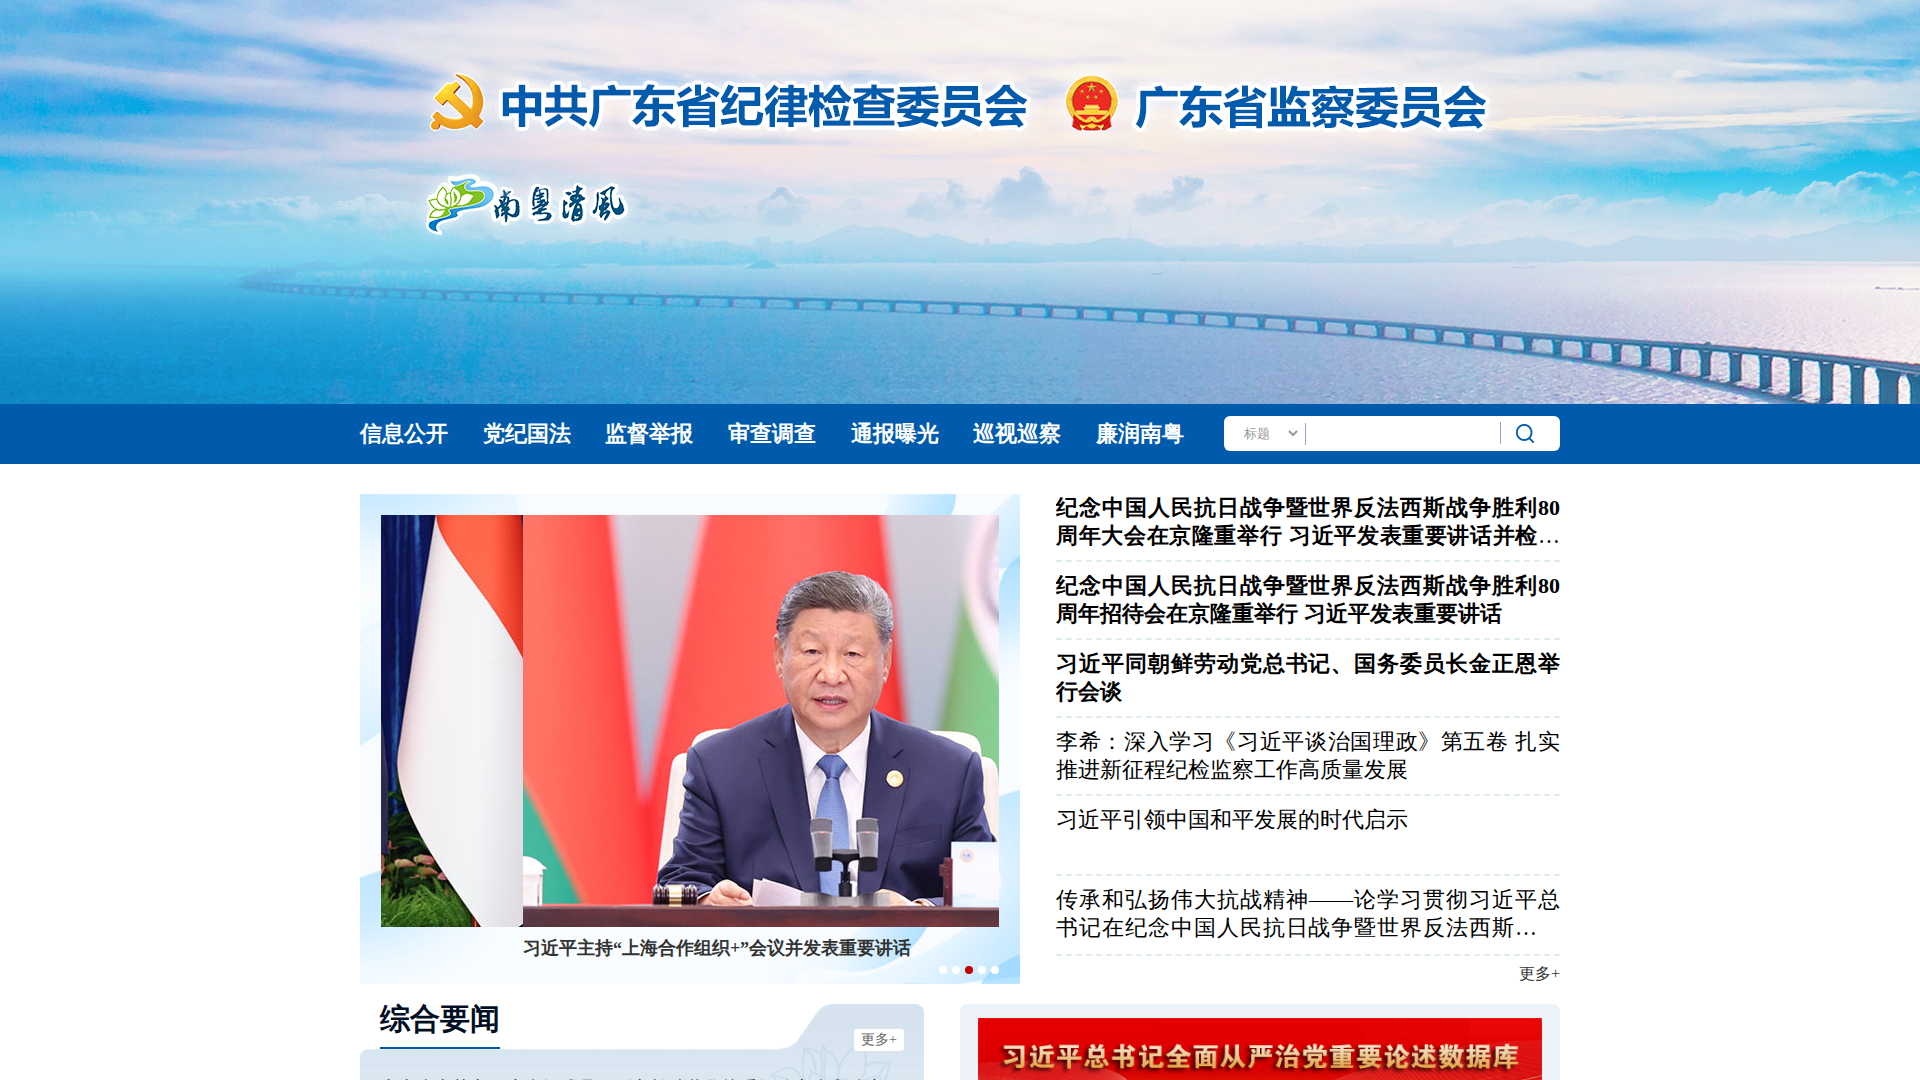 中共广东省纪律检查委员会 广东省监察委员会
南粤清風
信息公开 党纪国法 监督举报 审查调查 通报曝光 巡视巡察 廉润南粤 标题
纪念中国人民抗日战争暨世界反法西斯战争胜利80
周年大会在京隆重举行 习近平发表重要讲话并检…
纪念中国人民抗日战争暨世界反法西斯战争胜利80
周年招待会在京隆重举行 习近平发表重要讲话
习近平同朝鲜劳动党总书记、国务委员长金正恩举
行会谈
李希：深入学习《习近平谈治国理政》第五卷 扎实
推进新征程纪检监察工作高质量发展
习近平引领中国和平发展的时代启示
传承和弘扬伟大抗战精神——论学习贯彻习近平总
书记在纪念中国人民抗日战争暨世界反法西斯…
更多+
习近平主持“上海合作组织+”会议并发表重要讲话
综合要闻
更多+
习近平总书记全面从严治党重要论述数据库